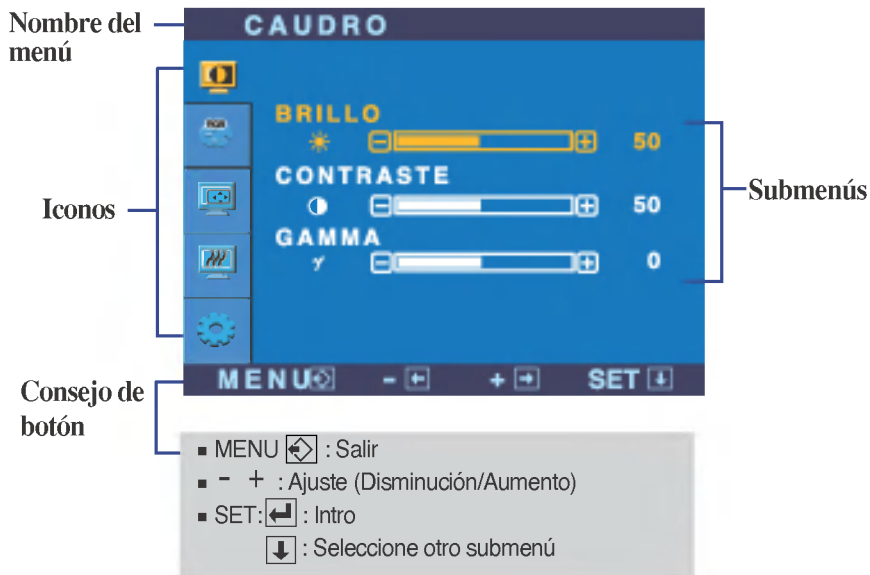 Nombre del
menú
CAUDRO
BRILLO
50
CONTRASTE
50
GAMMA
0
Iconos
Submenús
RGB
MENU - + SET
Consejo de
botón
▪ MENU : Salir
▪ - + : Ajuste (Disminución/Aumento)
▪ SET: : Intro
: Seleccione otro submenú